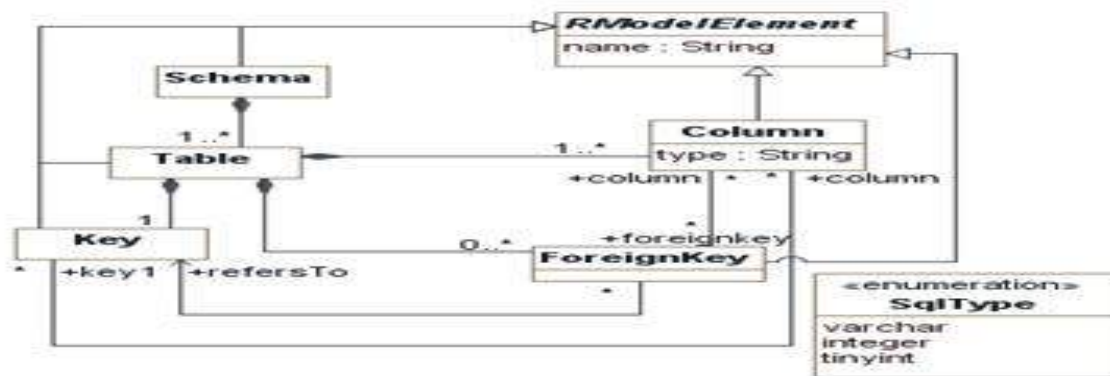 RModelElement
name : String
Schema
1..*
Table
1..*
Column
type : String
+column * * +column
1
Key
* +key1 +refersTo
0..*
*
+foreignkey
ForeignKey
*
«enumeration»
SqlType
varchar
integer
tinyint